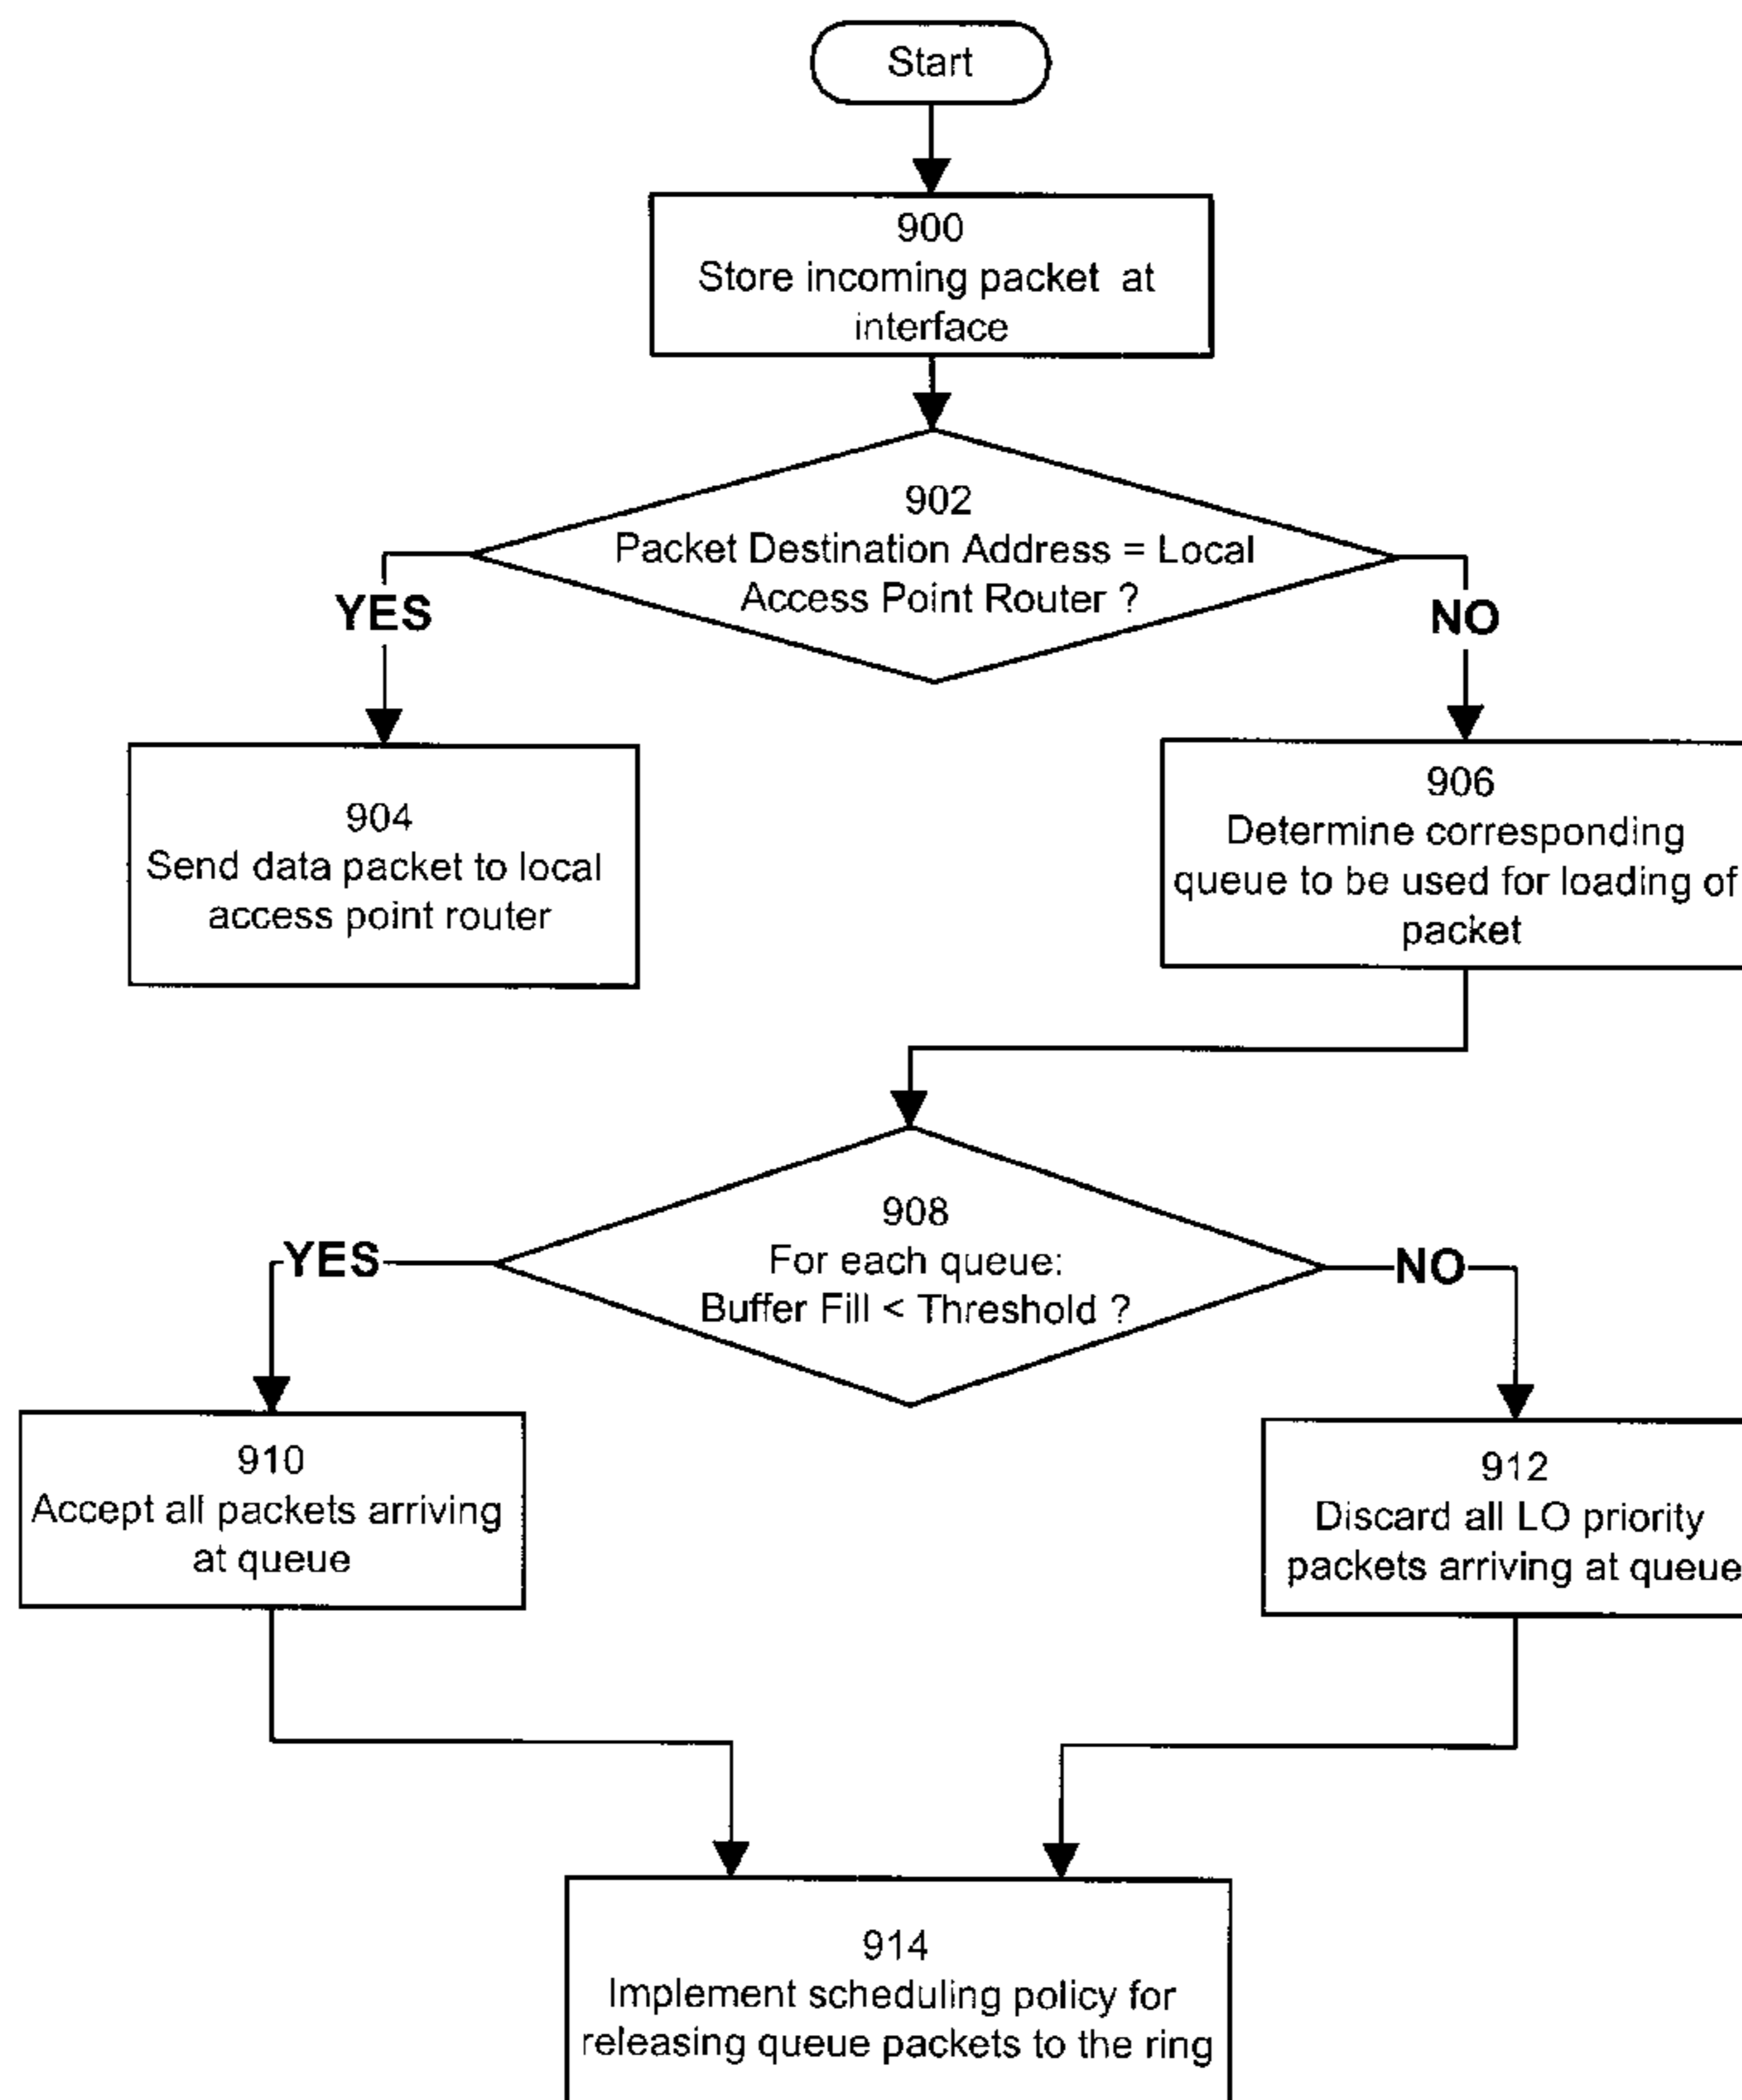 Start
900
Store incoming packet at
interface
902
Packet Destination Address = Local
Access Point Router ?
YES
NO
904
Send data packet to local
access point router
906
Determine corresponding
queue to be used for loading of
packet
908
For each queue:
Buffer Fill < Threshold ?
YES
NO
910
Accept all packets arriving
at queue
912
Discard all LO priority
packets arriving at queue
914
Implement scheduling policy for
releasing queue packets to the ring